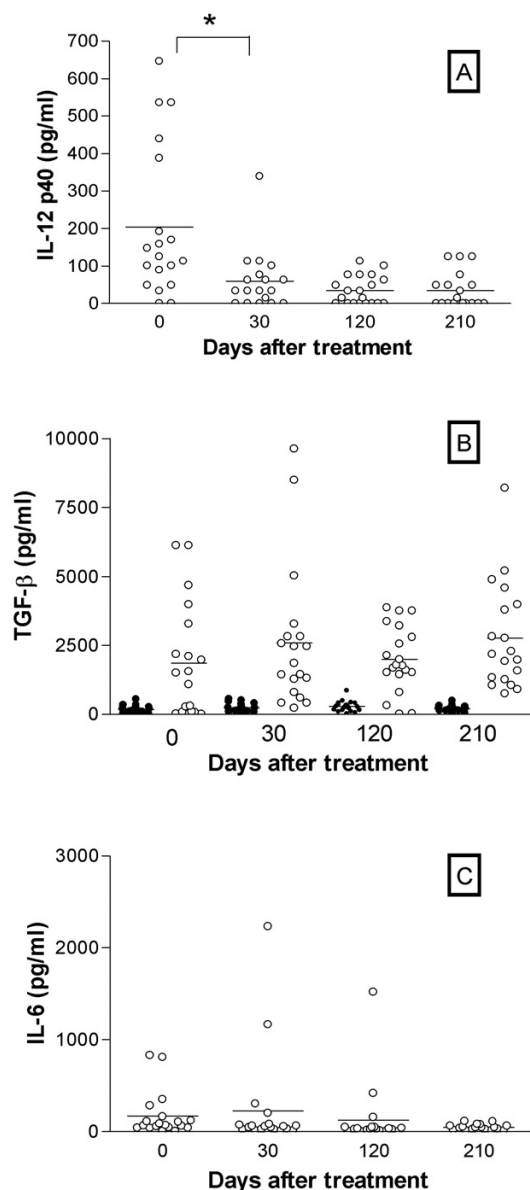 *
A
700
600
500
400
300
200
100
0
IL-12 p40 (pg/ml)
0 30 120 210
Days after treatment
B
10000
7500
5000
2500
0
TGF-β (pg/ml)
0 30 120 210
Days after treatment
C
3000
2000
1000
0
IL-6 (pg/ml)
0 30 120 210
Days after treatment